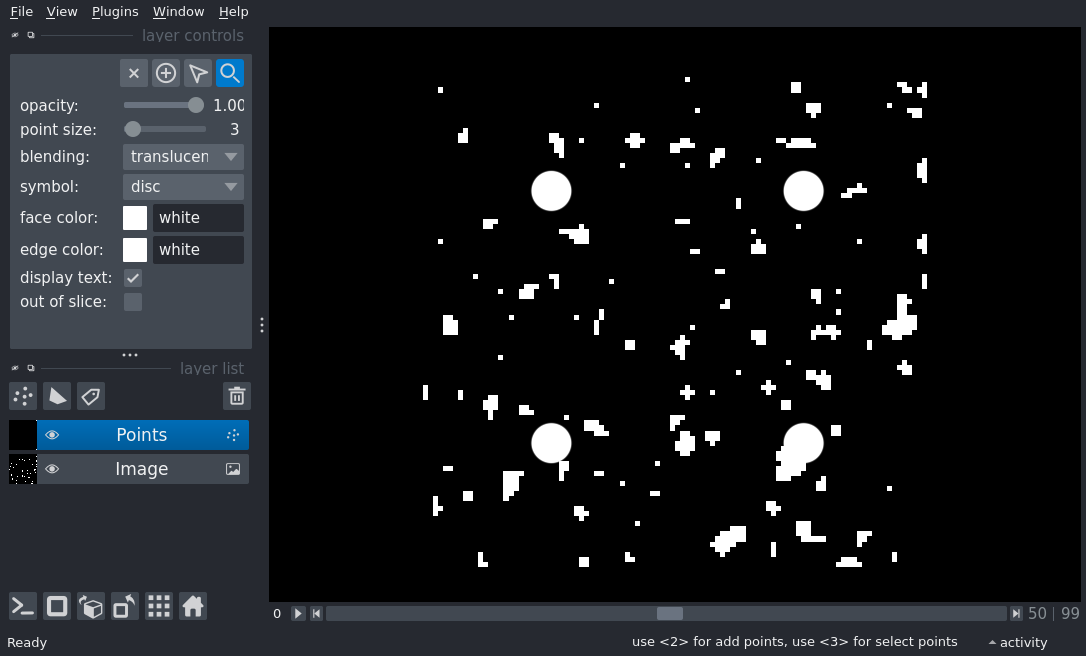 File View Plugins Window Help
layer controls
opacity: 1.00
point size: 3
blending: translucen
symbol: disc
face color: white
edge color: white
display text:
out of slice:
layer list
Points
Image
0 50 99
Ready use <2> for add points, use <3> for select points activity